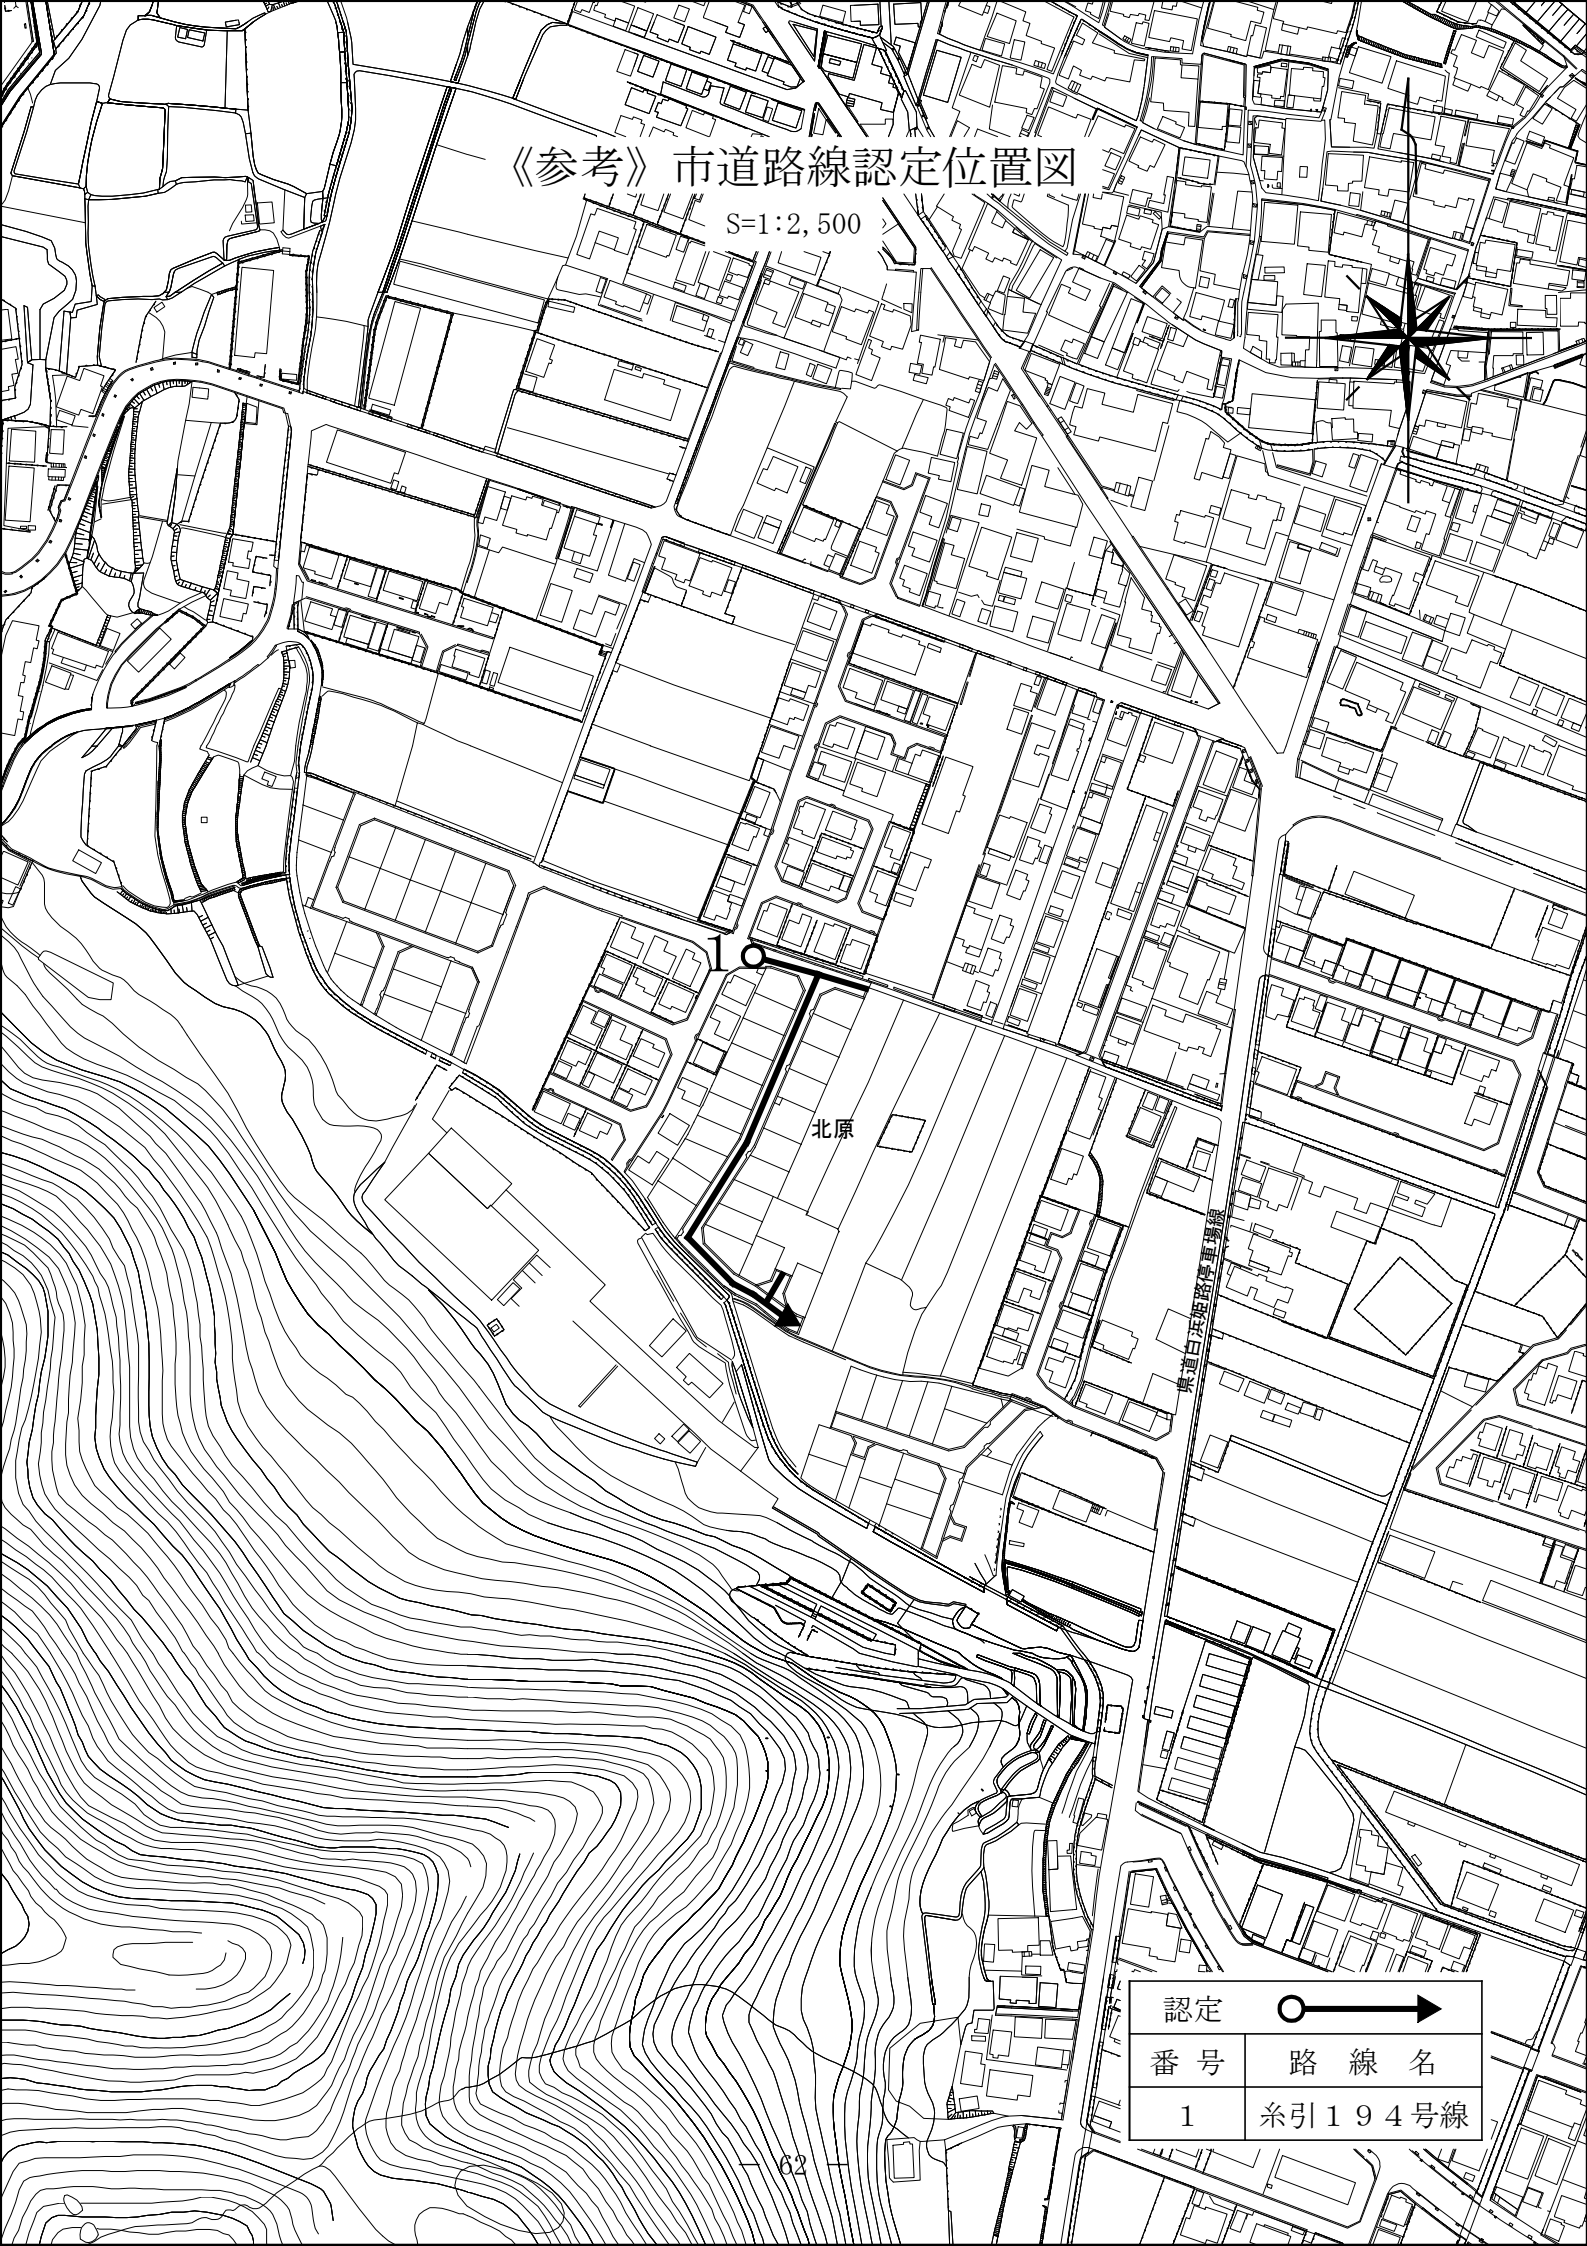 《参考》市道路線認定位置図
S=1:2,500
1
北原
県道白浜姫路停車場線
認定
番 号 路 線 名
1 糸引１９４号線
－ 62 －